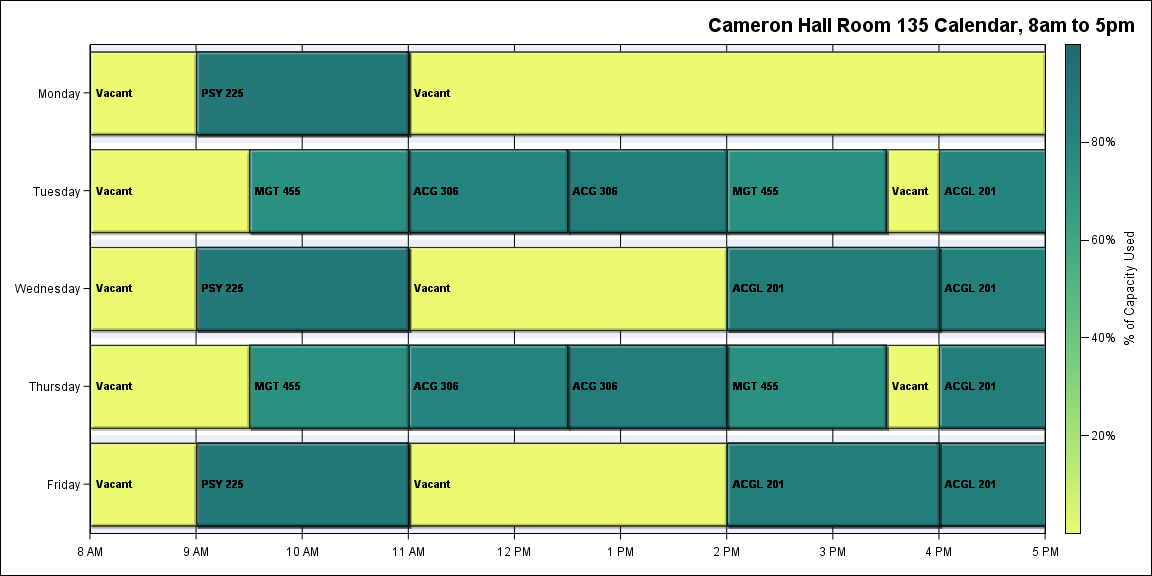 Cameron Hall Room 135 Calendar, 8am to 5pm
Monday
Vacant
PSY 225
Vacant
Tuesday
Vacant
MGT 455
ACG 306
ACG 306
MGT 455
Vacant
ACGL 201
Wednesday
Vacant
PSY 225
Vacant
ACGL 201
ACGL 201
Thursday
Vacant
MGT 455
ACG 306
ACG 306
MGT 455
Vacant
ACGL 201
Friday
Vacant
PSY 225
Vacant
ACGL 201
ACGL 201
8 AM
9 AM
10 AM
11 AM
12 PM
1 PM
2 PM
3 PM
4 PM
5 PM
80%
60%
40%
20%
% of Capacity Used